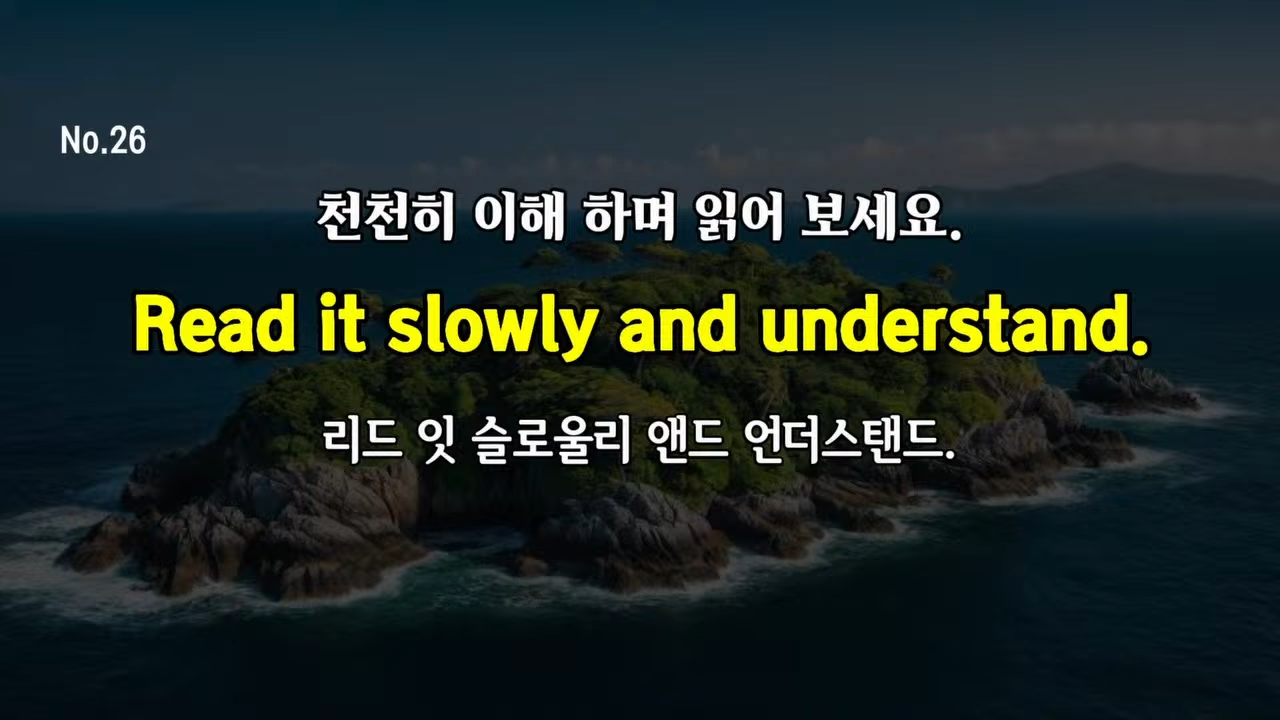 No.26
천천히 이해 하며 읽어 보세요.
Read it slowly and understand.
리드 잇 슬로울리 앤드 언더스탠드.